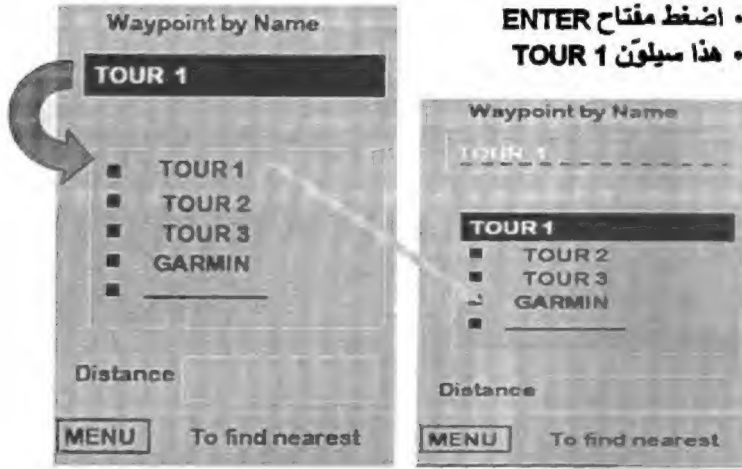 • اضغط مفتاح ENTER
• هذا سيلوّن TOUR 1
Waypoint by Name
TOUR 1
TOUR 1
TOUR 2
TOUR 3
GARMIN
Distance
MENU To find nearest
Waypoint by Name
TOUR 1
TOUR 1
TOUR 2
TOUR 3
GARMIN
Distance
MENU To find nearest